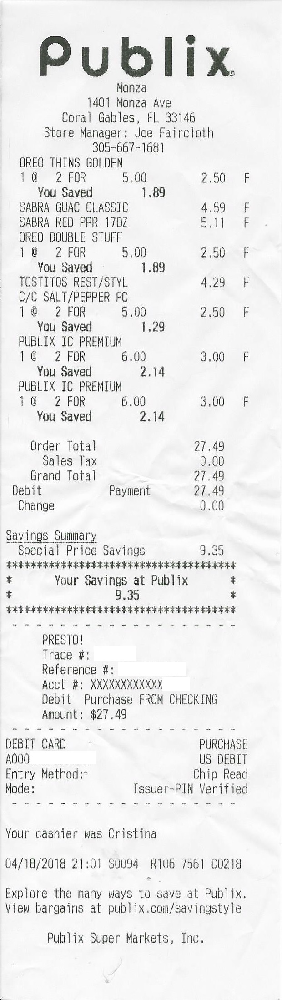 Publix
Monza
1401 Monza Ave
Coral Gables, FL 33146
Store Manager: Joe Faircloth
305-667-1681
OREO THINS GOLDEN
1 @ 2 FOR 5.00 2.50 F
You Saved 1.89
SABRA GUAC CLASSIC 4.59 F
SABRA RED PPR 17OZ 5.11 F
OREO DOUBLE STUFF
1 @ 2 FOR 5.00 2.50 F
You Saved 1.89
TOSTITOS REST/STYL 4.29 F
C/C SALT/PEPPER PC
1 @ 2 FOR 5.00 2.50 F
You Saved 1.29
PUBLIX IC PREMIUM
1 @ 2 FOR 6.00 3.00 F
You Saved 2.14
PUBLIX IC PREMIUM
1 @ 2 FOR 6.00 3.00 F
You Saved 2.14
Order Total 27.49
Sales Tax 0.00
Grand Total 27.49
Debit Payment 27.49
Change 0.00
Savings Summary
Special Price Savings 9.35
**************************************
* Your Savings at Publix *
* 9.35 *
**************************************
- - - - - - - - - - - - - - - - - - -
PRESTO!
Trace #:
Reference #:
Acct #: XXXXXXXXXXXX
Debit Purchase FROM CHECKING
Amount: $27.49
- - - - - - - - - - - - - - - - - - -
DEBIT CARD PURCHASE
A000 US DEBIT
Entry Method: Chip Read
Mode: Issuer-PIN Verified
- - - - - - - - - - - - - - - - - - -
Your cashier was Cristina
04/18/2018 21:01 S0094 R106 7561 C0218
Explore the many ways to save at Publix.
View bargains at publix.com/savingstyle
Publix Super Markets, Inc.